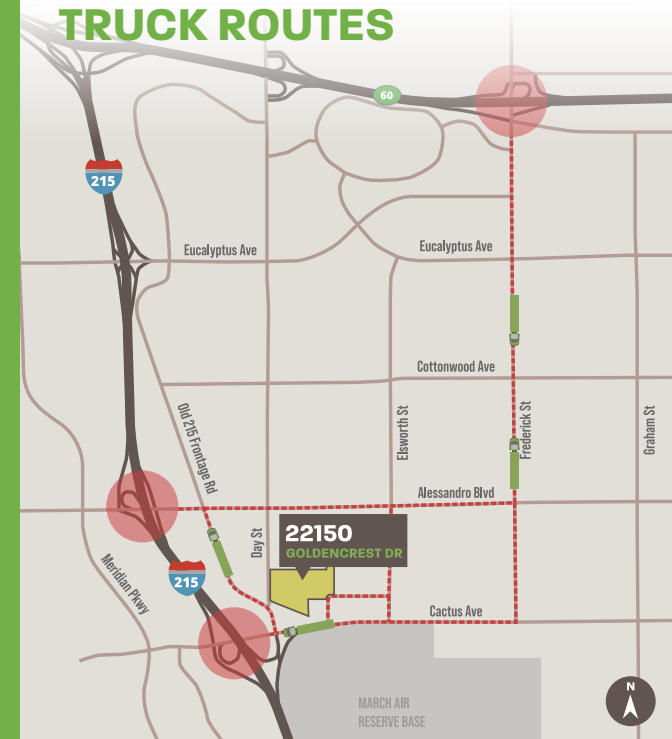 TRUCK ROUTES
60
215
Eucalyptus Ave
Eucalyptus Ave
Cottonwood Ave
Old 215 Frontage Rd
Elsworth St
Frederick St
Graham St
Alessandro Blvd
Day St
22150
GOLDENCREST DR
Meridian Pkwy
215
Cactus Ave
MARCH AIR
RESERVE BASE
N